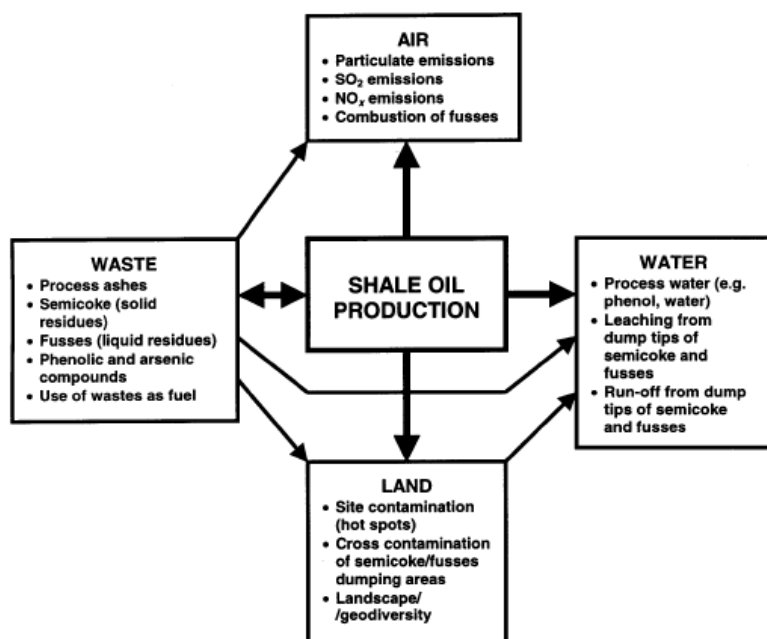 AIR
• Particulate emissions
• SO₂ emissions
• NOₓ emissions
• Combustion of fusses
WASTE
• Process ashes
• Semicoke (solid
residues)
• Fusses (liquid residues)
• Phenolic and arsenic
compounds
• Use of wastes as fuel
SHALE OIL
PRODUCTION
WATER
• Process water (e.g.
phenol, water)
• Leaching from
dump tips of
semicoke and
fusses
• Run-off from dump
tips of semicoke
and fusses
LAND
• Site contamination
(hot spots)
• Cross contamination
of semicoke/fusses
dumping areas
• Landscape/
/geodiversity